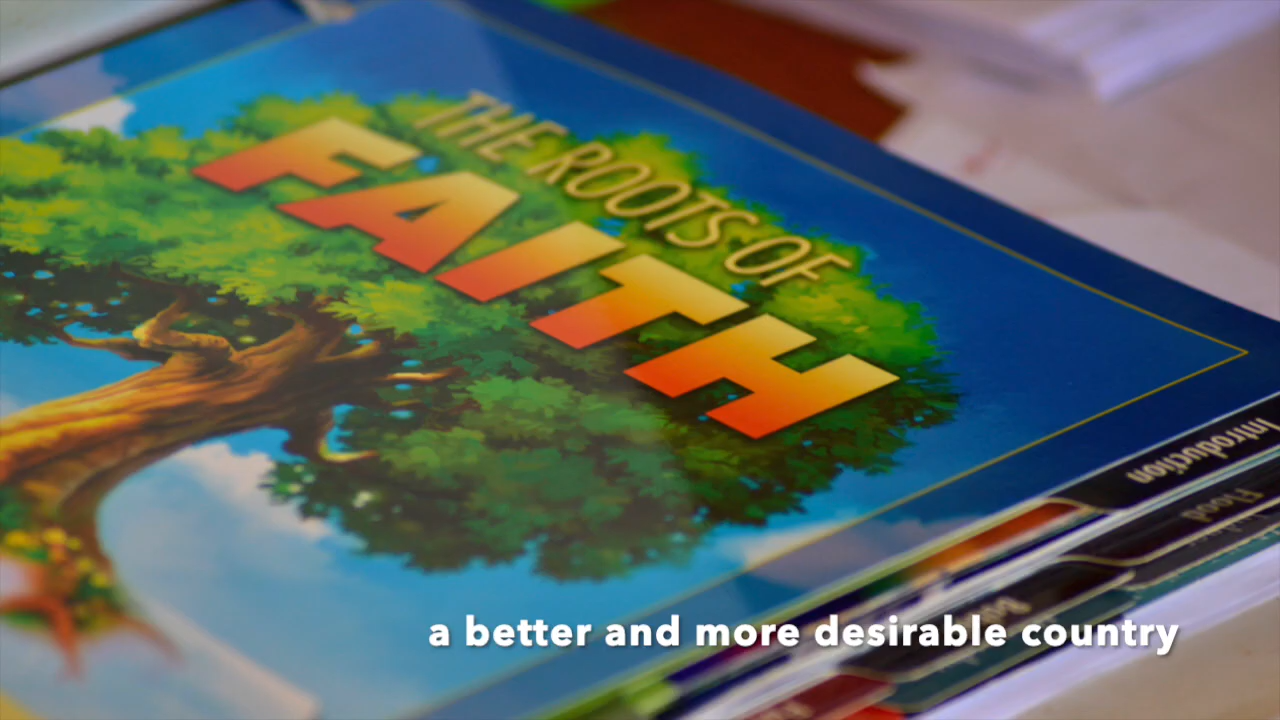 THE ROOTS OF
FAITH
Introduction
Flood
a better and more desirable country